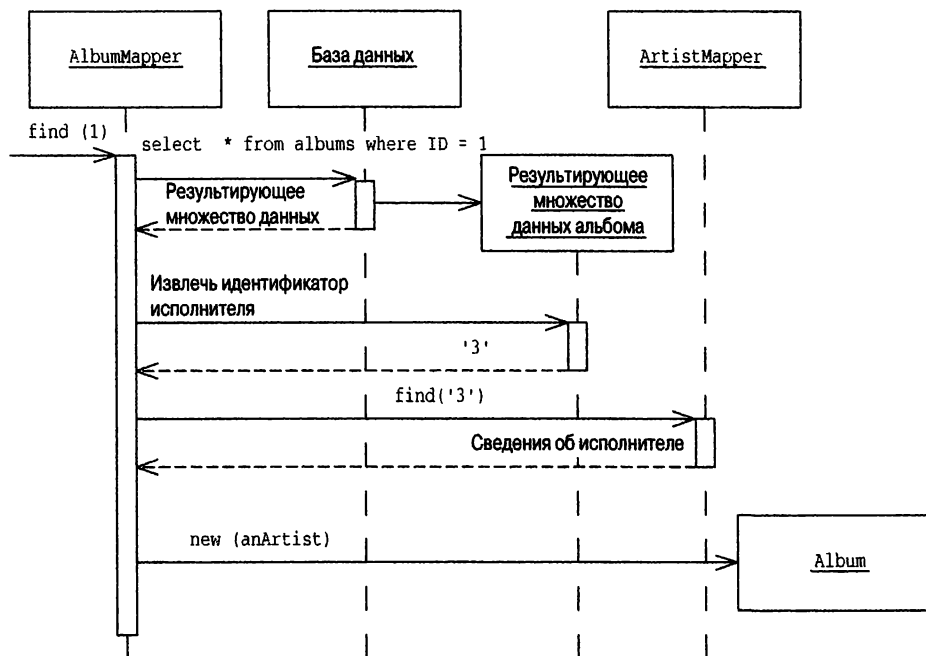 AlbumMapper
База данных
ArtistMapper
find (1)
select * from albums where ID = 1
Результирующее
множество данных
Результирующее
множество
данных альбома
Извлечь идентификатор
исполнителя
'3'
find('3')
Сведения об исполнителе
new (anArtist)
Album